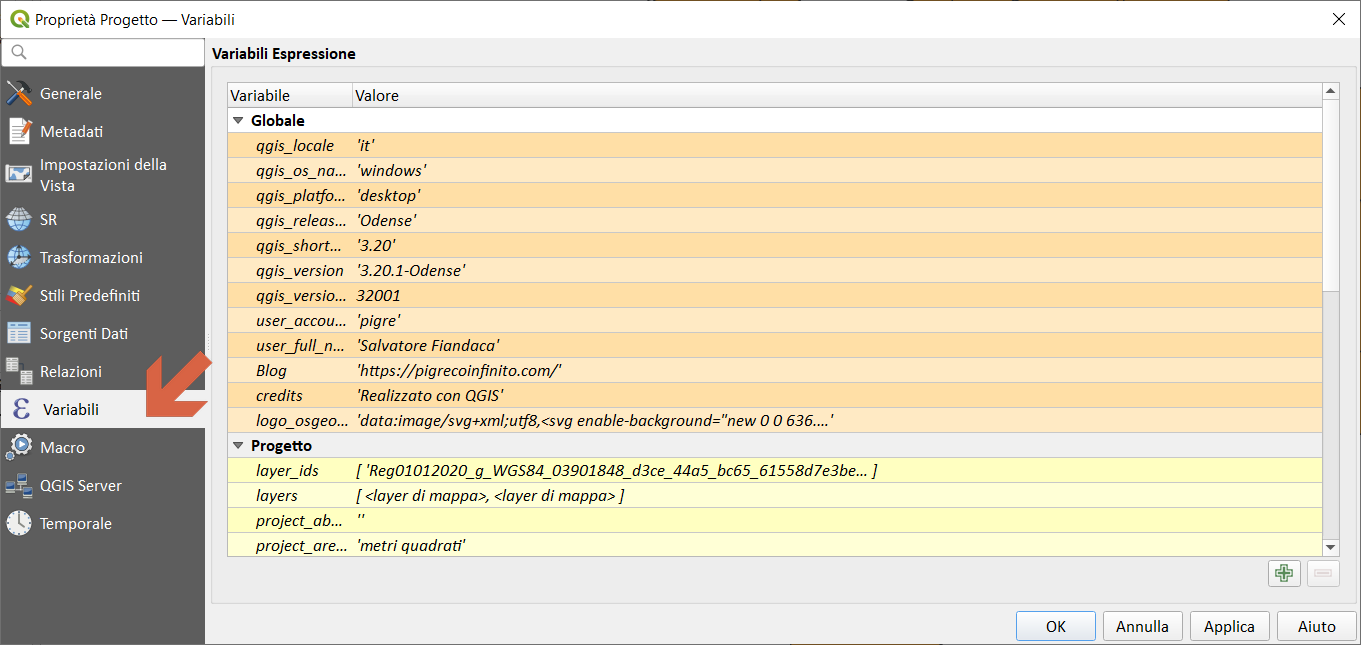 Proprietà Progetto — Variabili
Generale
Metadati
Impostazioni della
Vista
SR
Trasformazioni
Stili Predefiniti
Sorgenti Dati
Relazioni
Variabili
Macro
QGIS Server
Temporale
Variabili Espressione
Variabile Valore
Globale
qgis_locale 'it'
qgis_os_na... 'windows'
qgis_platfo... 'desktop'
qgis_releas... 'Odense'
qgis_short... '3.20'
qgis_version '3.20.1-Odense'
qgis_versio... 32001
user_accou... 'pigre'
user_full_n... 'Salvatore Fiandaca'
Blog 'https://pigrecoinfinito.com/'
credits 'Realizzato con QGIS'
logo_osgeo... 'data:image/svg+xml;utf8,<svg enable-background="new 0 0 636....'
Progetto
layer_ids [ 'Reg01012020_g_WGS84_03901848_d3ce_44a5_bc65_61558d7e3be... ]
layers [ <layer di mappa>, <layer di mappa> ]
project_ab... ''
project_are... 'metri quadrati'
OK Annulla Applica Aiuto